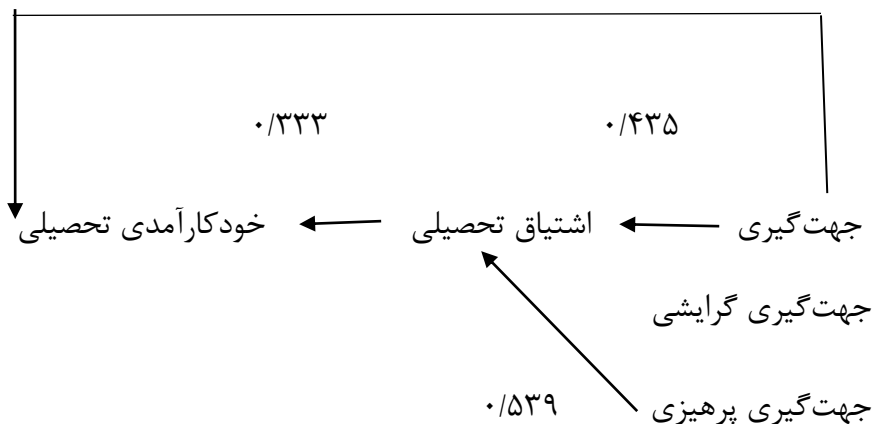 ۰/۴۳۵ ۰/۳۳۳
جهت‌گیری اشتیاق تحصیلی خودکارآمدی تحصیلی
جهت‌گیری گرایشی
جهت‌گیری پرهیزی ۰/۵۳۹